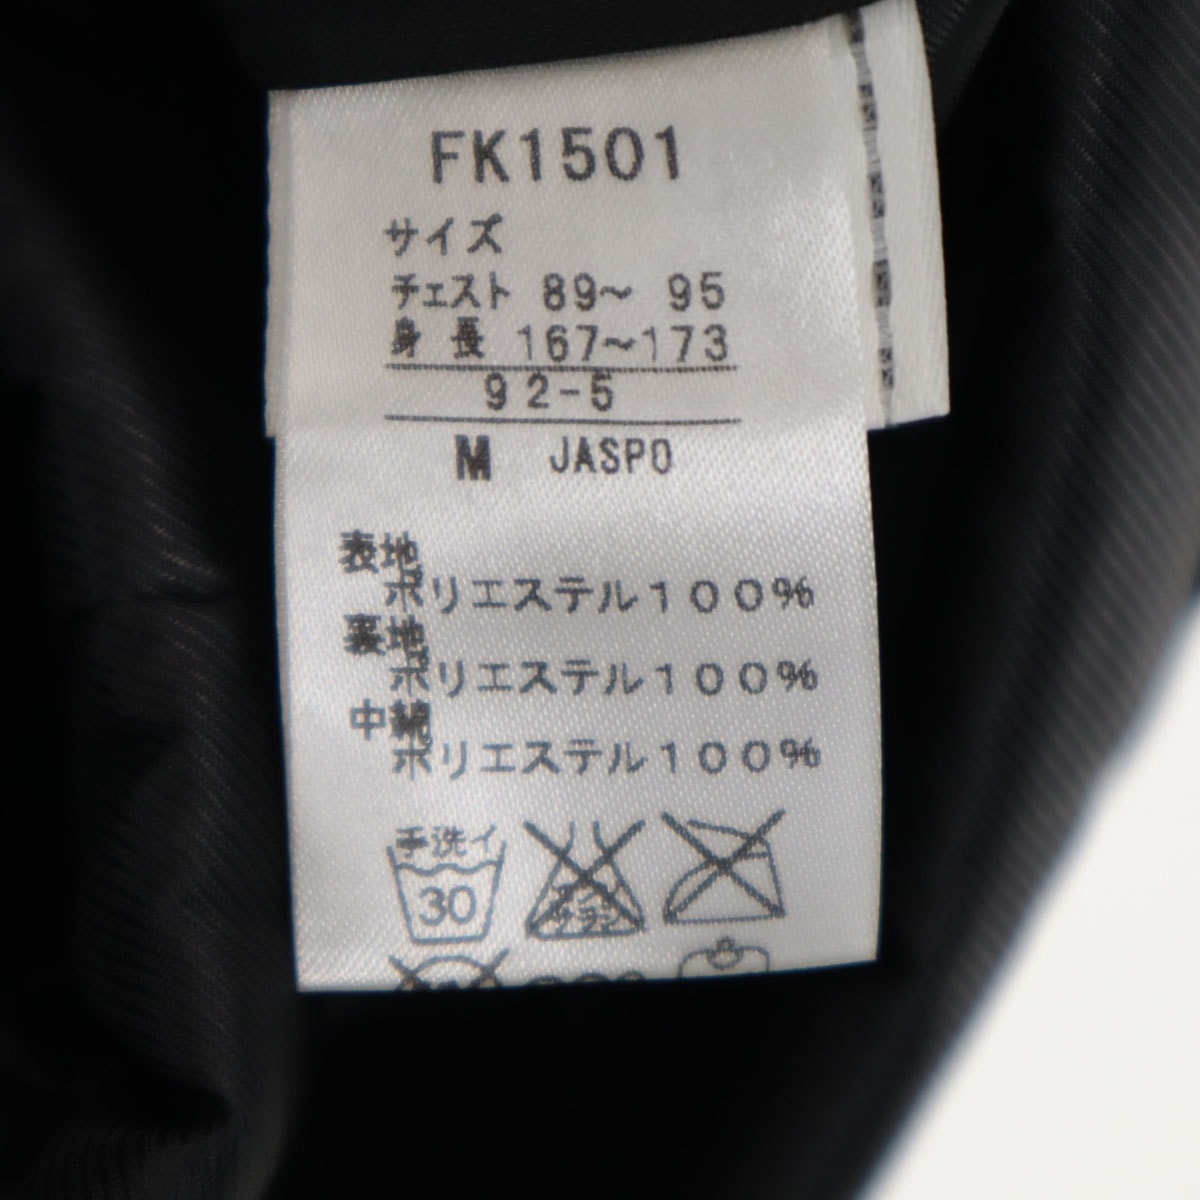 FK1501
サイズ
チェスト 89～ 95
身 長 167～173
92-5
M JASPO
表地
ポリエステル100%
裏地
ポリエステル100%
中綿
ポリエステル100%
手洗イ
30